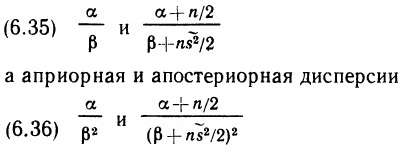 (6.35) α/β и (α + n/2)/(β + ns̃²/2)
а априорная и апостериорная дисперсии
(6.36) α/β² и (α + n/2)/(β + ns̃²/2)²